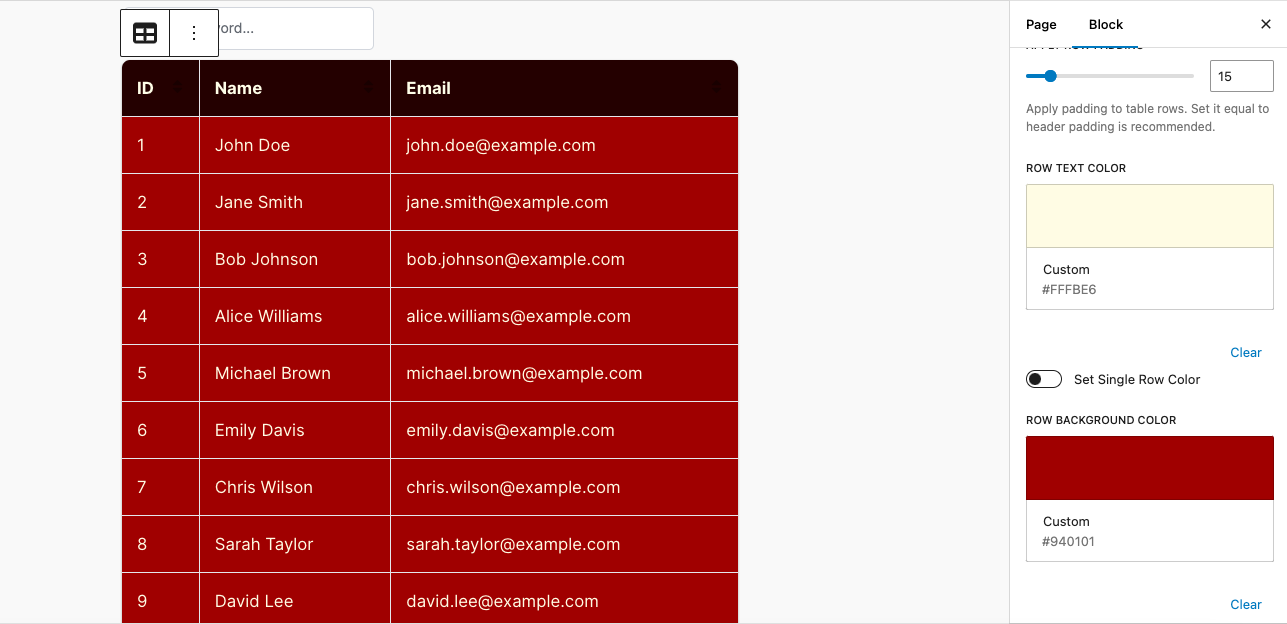 Page Block
15
Apply padding to table rows. Set it equal to
header padding is recommended.
ROW TEXT COLOR
Custom
#FFFBE6
Clear
Set Single Row Color
ROW BACKGROUND COLOR
Custom
#940101
Clear
ID Name Email
1 John Doe john.doe@example.com
2 Jane Smith jane.smith@example.com
3 Bob Johnson bob.johnson@example.com
4 Alice Williams alice.williams@example.com
5 Michael Brown michael.brown@example.com
6 Emily Davis emily.davis@example.com
7 Chris Wilson chris.wilson@example.com
8 Sarah Taylor sarah.taylor@example.com
9 David Lee david.lee@example.com